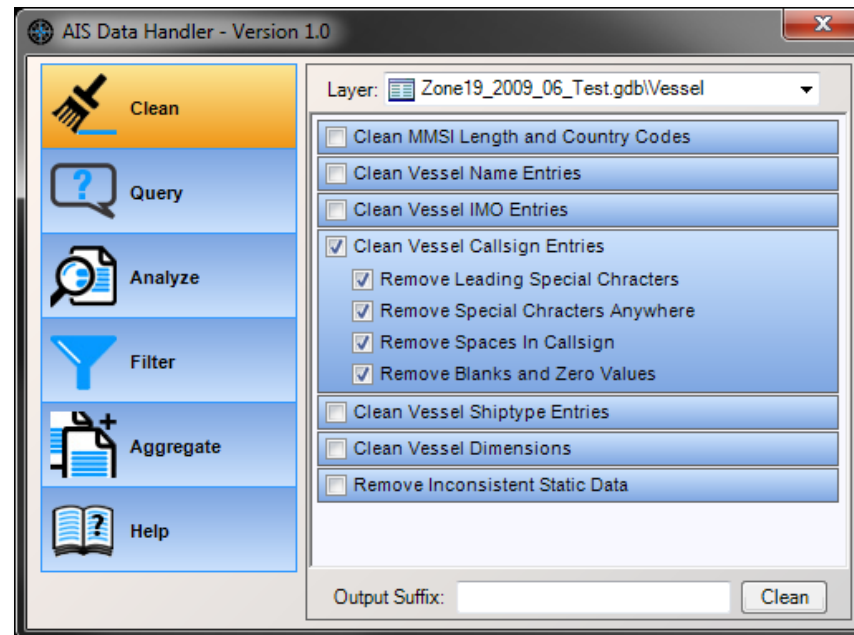 AIS Data Handler - Version 1.0
x
Clean
Query
Analyze
Filter
Aggregate
Help
Layer: Zone19_2009_06_Test.gdb\Vessel
Clean MMSI Length and Country Codes
Clean Vessel Name Entries
Clean Vessel IMO Entries
Clean Vessel Callsign Entries
Remove Leading Special Chracters
Remove Special Chracters Anywhere
Remove Spaces In Callsign
Remove Blanks and Zero Values
Clean Vessel Shiptype Entries
Clean Vessel Dimensions
Remove Inconsistent Static Data
Output Suffix: Clean